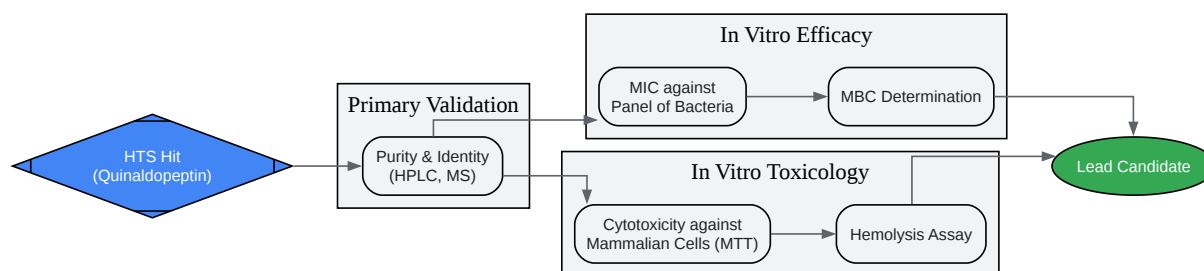 HTS Hit
(Quinaldopeptin)
Primary Validation
Purity & Identity
(HPLC, MS)
In Vitro Efficacy
MIC against
Panel of Bacteria
MBC Determination
In Vitro Toxicology
Cytotoxicity against
Mammalian Cells (MTT)
Hemolysis Assay
Lead Candidate